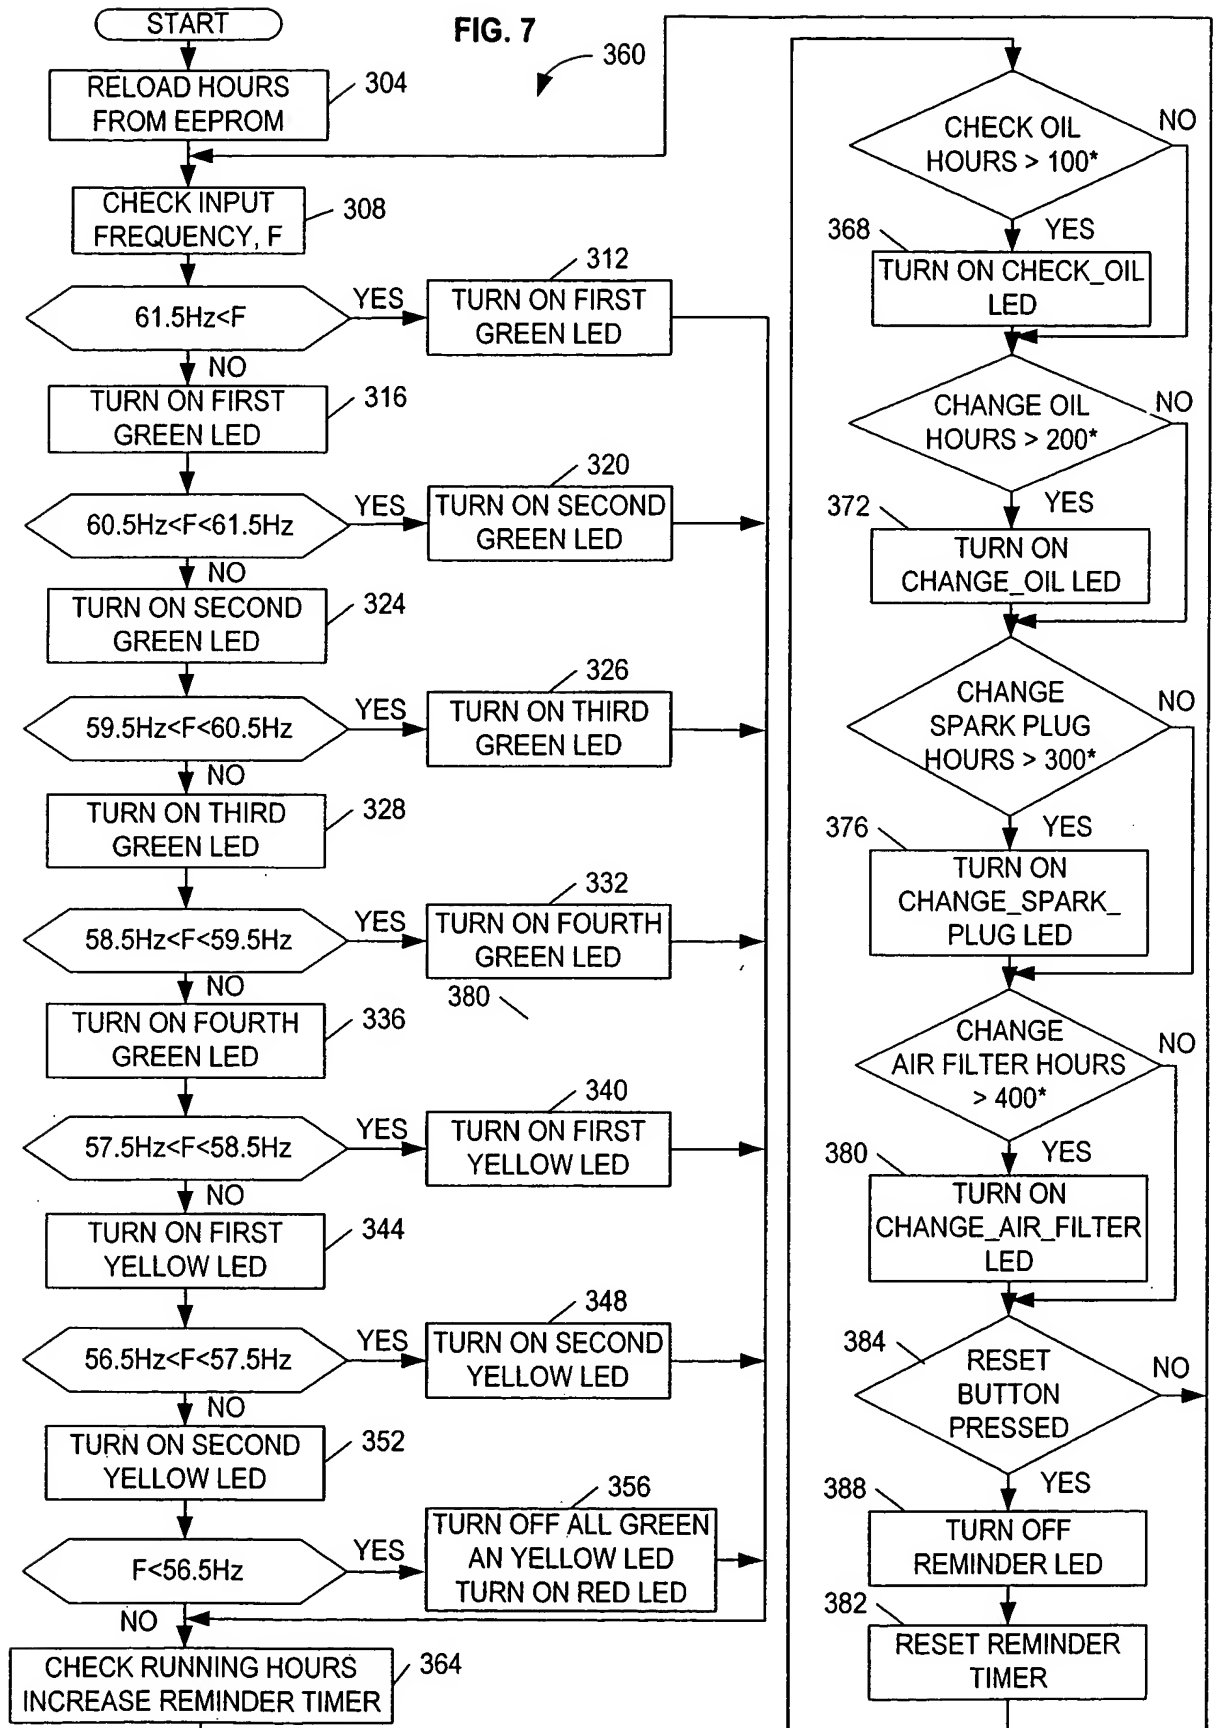 START
FIG. 7
360
RELOAD HOURS
FROM EEPROM
304
CHECK INPUT
FREQUENCY, F
308
61.5Hz<F
YES
TURN ON FIRST
GREEN LED
312
NO
TURN ON FIRST
GREEN LED
316
60.5Hz<F<61.5Hz
YES
TURN ON SECOND
GREEN LED
320
NO
TURN ON SECOND
GREEN LED
324
59.5Hz<F<60.5Hz
YES
TURN ON THIRD
GREEN LED
326
NO
TURN ON THIRD
GREEN LED
328
58.5Hz<F<59.5Hz
YES
TURN ON FOURTH
GREEN LED
332
NO
380
TURN ON FOURTH
GREEN LED
336
57.5Hz<F<58.5Hz
YES
TURN ON FIRST
YELLOW LED
340
NO
TURN ON FIRST
YELLOW LED
344
56.5Hz<F<57.5Hz
YES
TURN ON SECOND
YELLOW LED
348
NO
TURN ON SECOND
YELLOW LED
352
F<56.5Hz
YES
TURN OFF ALL GREEN
AN YELLOW LED
TURN ON RED LED
356
NO
CHECK RUNNING HOURS
INCREASE REMINDER TIMER
364
CHECK OIL
HOURS > 100*
NO
YES
368
TURN ON CHECK_OIL
LED
CHANGE OIL
HOURS > 200*
NO
YES
372
TURN ON
CHANGE_OIL LED
CHANGE
SPARK PLUG
HOURS > 300*
NO
YES
376
TURN ON
CHANGE_SPARK_
PLUG LED
CHANGE
AIR FILTER HOURS
> 400*
NO
YES
380
TURN ON
CHANGE_AIR_FILTER
LED
384
RESET
BUTTON
PRESSED
NO
YES
388
TURN OFF
REMINDER LED
382
RESET REMINDER
TIMER